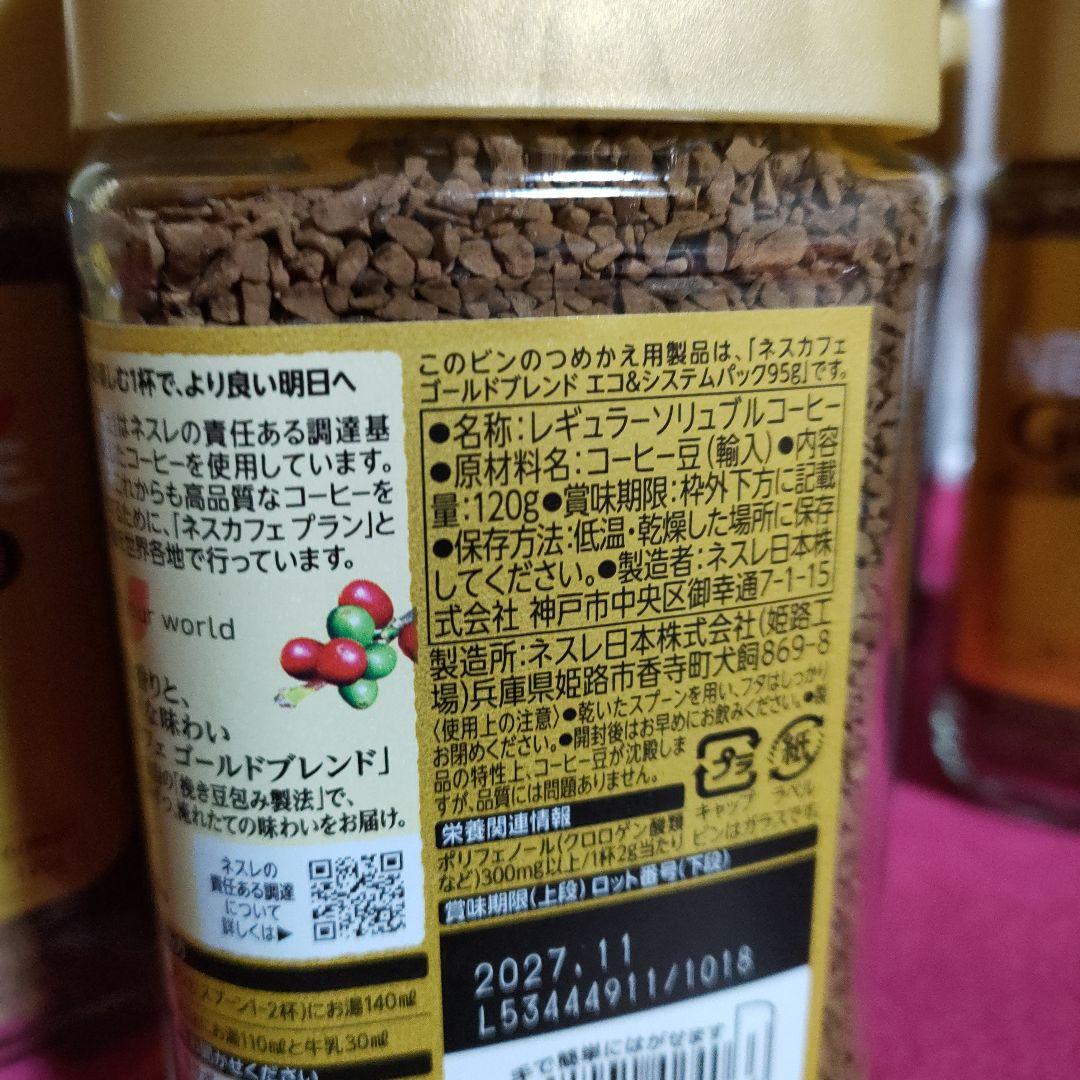 しむ1杯で、より良い明日へ
はネスレの責任ある調達基
たコーヒーを使用しています。
これからも高品質なコーヒーを
ために、「ネスカフェ プラン」と
世界各地で行っています。
our world
りと、
な味わい
フェ ゴールドブレンド」
の「挽き豆包み製法」で、
淹れたての味わいをお届け。
ネスレの
責任ある調達
について
詳しくは▶
スプーン1-2杯)にお湯140㎖
にお湯110㎖と牛乳30㎖
かせください
このビンのつめかえ用製品は、「ネスカフェ
ゴールドブレンド エコ&システムパック95g」です。
●名称:レギュラーソリュブルコーヒー
●原材料名:コーヒー豆(輸入)●内容
量:120g●賞味期限:枠外下方に記載
●保存方法:低温・乾燥した場所に保存
してください。●製造者:ネスレ日本株
式会社 神戸市中央区御幸通7-1-15
製造所:ネスレ日本株式会社(姫路工
場)兵庫県姫路市香寺町犬飼869-8
〈使用上の注意〉●乾いたスプーンを用い、フタはしっかり
お閉めください。●開封後はお早めにお飲みください。●製
品の特性上、コーヒー豆が沈殿しま
すが、品質には問題ありません。
プラ
紙
キャップ ラベル
ビンはガラスです。
栄養関連情報
ポリフェノール(クロロゲン酸類
など)300mg以上/1杯2g当たり
賞味期限(上段) ロット番号(下段)
2027.11
L53444911/1018
手で簡単にはがせます